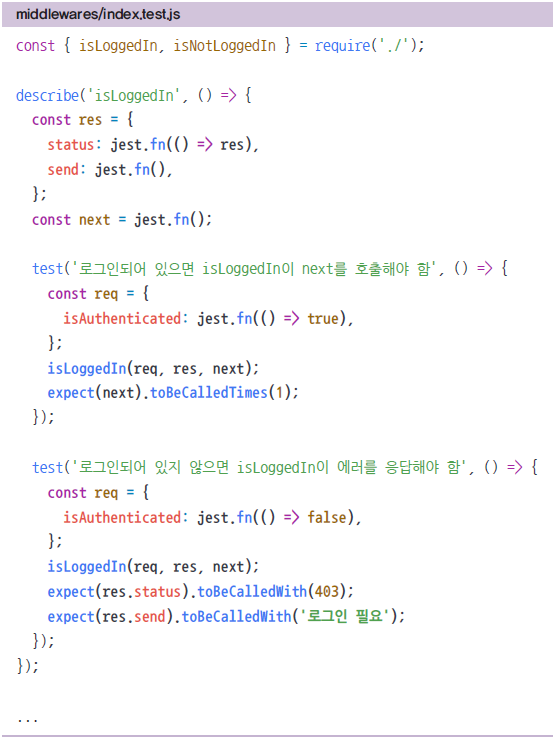 middlewares/index.test.js
const { isLoggedIn, isNotLoggedIn } = require('./');
describe('isLoggedIn', () => {
  const res = {
    status: jest.fn(() => res),
    send: jest.fn(),
  };
  const next = jest.fn();
  test('로그인되어 있으면 isLoggedIn이 next를 호출해야 함', () => {
    const req = {
      isAuthenticated: jest.fn(() => true),
    };
    isLoggedIn(req, res, next);
    expect(next).toBeCalledTimes(1);
  });
  test('로그인되어 있지 않으면 isLoggedIn이 에러를 응답해야 함', () => {
    const req = {
      isAuthenticated: jest.fn(() => false),
    };
    isLoggedIn(req, res, next);
    expect(res.status).toBeCalledWith(403);
    expect(res.send).toBeCalledWith('로그인 필요');
  });
});
...